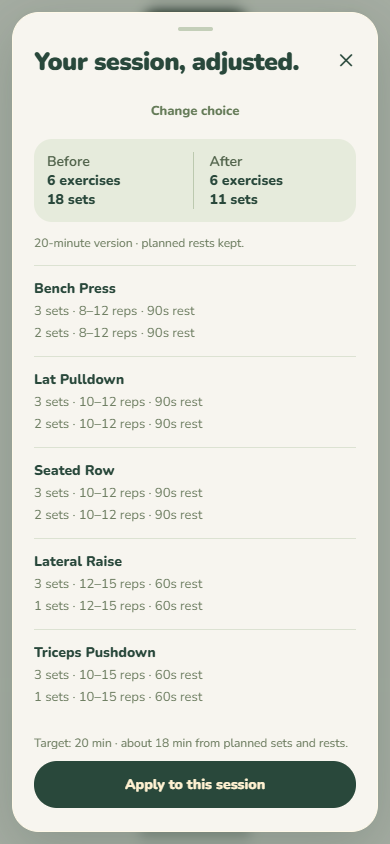 Your session, adjusted.
Change choice
Before
6 exercises
18 sets
After
6 exercises
11 sets
20-minute version · planned rests kept.
Bench Press
3 sets · 8–12 reps · 90s rest
2 sets · 8–12 reps · 90s rest
Lat Pulldown
3 sets · 10–12 reps · 90s rest
2 sets · 10–12 reps · 90s rest
Seated Row
3 sets · 10–12 reps · 90s rest
2 sets · 10–12 reps · 90s rest
Lateral Raise
3 sets · 12–15 reps · 60s rest
1 sets · 12–15 reps · 60s rest
Triceps Pushdown
3 sets · 10–15 reps · 60s rest
1 sets · 10–15 reps · 60s rest
Target: 20 min · about 18 min from planned sets and rests.
Apply to this session